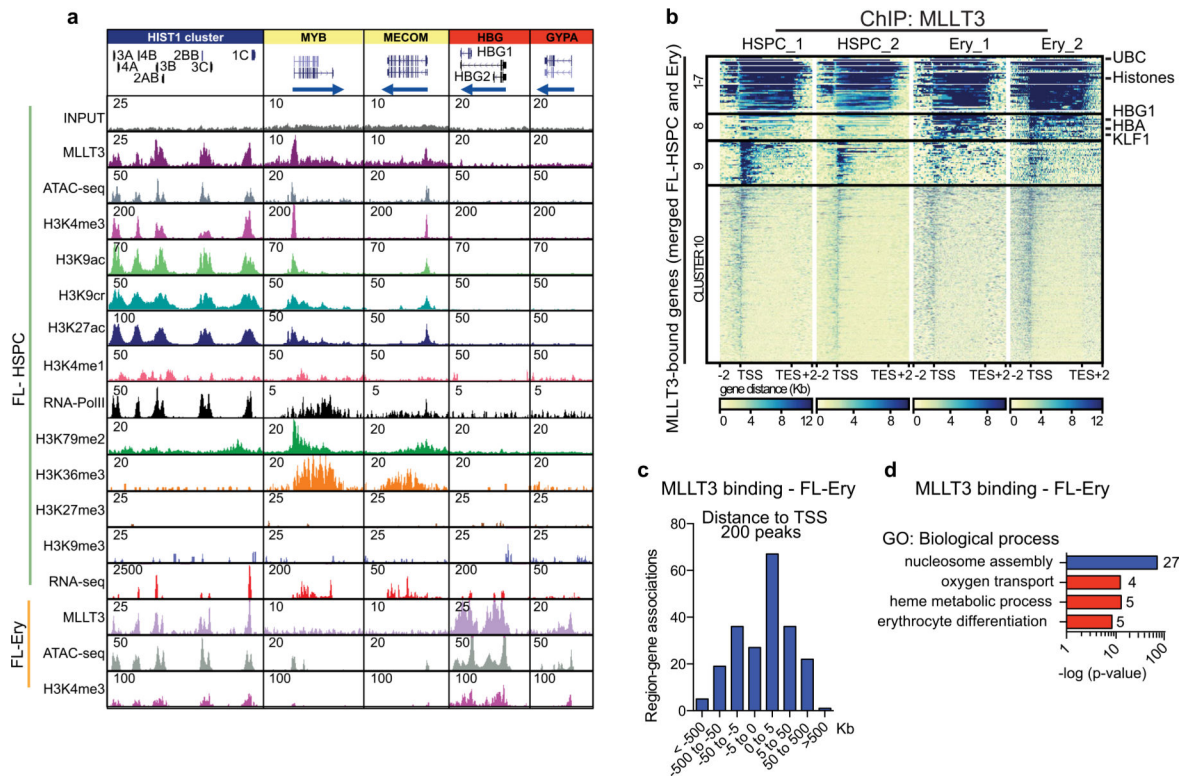 a
HIST1 cluster MYB MECOM HBG GYPA
3A 4B 2BB 1C
4A 3B 3C
2AB
HBG1
HBG2
FL- HSPC
INPUT 25 10 10 20 20
MLLT3 25 10 10 20 20
ATAC-seq 50 50 50 50 50
H3K4me3 200 200 200 200 200
H3K9ac 70 70 70 70 70
H3K9cr 50 50 50 50 50
H3K27ac 100 50 50 50 50
H3K4me1 50 50 50 50 50
RNA-PolII 50 5 5 5 5
H3K79me2 20 20 20 20 20
H3K36me3 20 20 20 20 20
H3K27me3 25 25 25 25 25
H3K9me3 25 25 25 25 25
RNA-seq 2500 200 200 200 50
FL-Ery
MLLT3 25 10 10 25 25
ATAC-seq 50 50 50 50 50
H3K4me3 100 100 100 100 100
b
ChIP: MLLT3
HSPC_1 HSPC_2 Ery_1 Ery_2
MLLT3-bound genes (merged FL-HSPC and Ery)
1-7
8
9
CLUSTER 10
UBC
Histones
HBG1
HBA
KLF1
-2 TSS TES+2 -2 TSS TES+2 -2 TSS TES+2 -2 TSS TES+2
gene distance (Kb)
0 4 8 12 0 4 8 0 4 8 0 4 8 12
c
MLLT3 binding - FL-Ery
Distance to TSS
200 peaks
Region-gene associations
80
60
40
20
0
< -500
-500 to -50
-50 to -5
-5 to 0
0 to 5
5 to 50
50 to 500
>500
Kb
d
MLLT3 binding - FL-Ery
GO: Biological process
nucleosome assembly 27
oxygen transport 4
heme metabolic process 5
erythrocyte differentiation 5
1 10 100
-log (p-value)